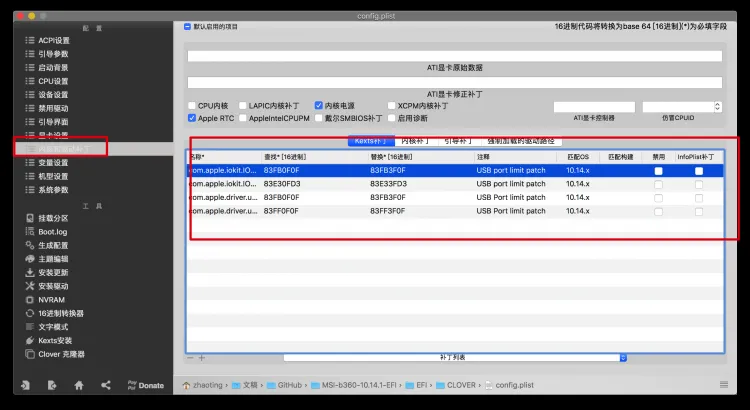 config.plist
配 置
ACPI设置
引导参数
启动背景
CPU设置
设备设置
禁用驱动
引导界面
显卡设置
内核和驱动补丁
变量设置
机型设置
系统参数
工 具
挂载分区
Boot.log
生成配置
主题编辑
安装更新
安装驱动
NVRAM
16进制转换器
文字模式
Kexts安装
Clover 克隆器
PayPal Donate
默认启用的项目
16进制代码将转换为base 64 [16进制](*)为必填字段
ATI显卡原始数据
ATI显卡修正补丁
CPU内核 LAPIC内核补丁 内核电源 XCPM内核补丁
Apple RTC AppleIntelCPUPM 戴尔SMBIOS补丁 启用诊断
ATI显卡控制器 仿冒CPUID
Kexts补丁 内核补丁 引导补丁 强制加载的驱动路径
名称* 查找* [16进制] 替换* [16进制] 注释 匹配OS 匹配构建 禁用 InfoPlist补丁
com.apple.iokit.IO... 83FB0F0F 83FB3F0F USB Port limit patch 10.14.x
com.apple.iokit.IO... 83E30FD3 83E33FD3 USB Port limit patch 10.14.x
com.apple.driver.u... 83FB0F0F 83FB3F0F USB Port limit patch 10.14.x
com.apple.driver.u... 83FF0F0F 83FF3F0F USB Port limit patch 10.14.x
补丁列表
zhaoting › 文稿 › GitHub › MSI-b360-10.14.1-EFI › EFI › CLOVER › config.plist